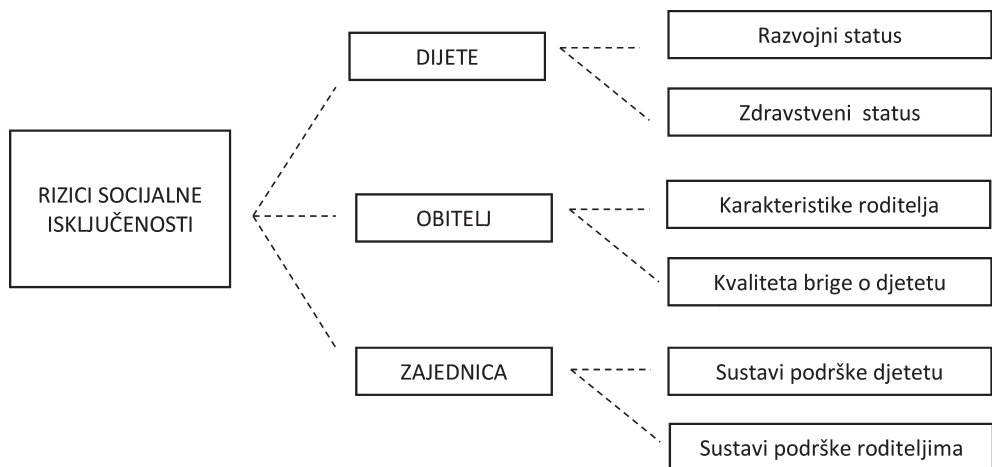 RIZICI SOCIJALNE
ISKLJUČENOSTI
DIJETE
Razvojni status
Zdravstveni status
OBITELJ
Karakteristike roditelja
Kvaliteta brige o djetetu
ZAJEDNICA
Sustavi podrške djetetu
Sustavi podrške roditeljima